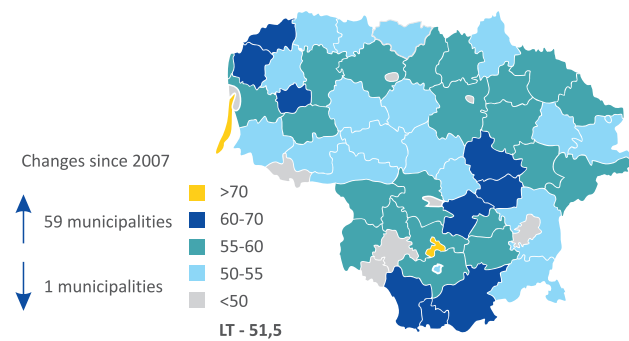 Changes since 2007
59 municipalities
1 municipalities
>70
60-70
55-60
50-55
<50
LT - 51,5